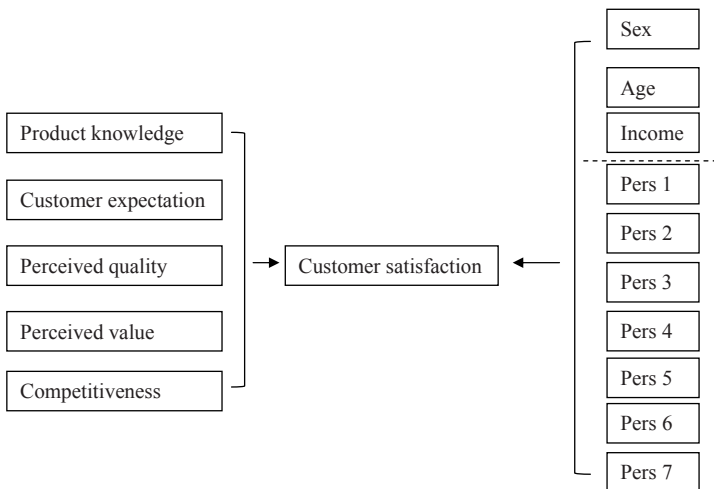 Product knowledge
Customer expectation
Perceived quality
Perceived value
Competitiveness
Customer satisfaction
Sex
Age
Income
Pers 1
Pers 2
Pers 3
Pers 4
Pers 5
Pers 6
Pers 7